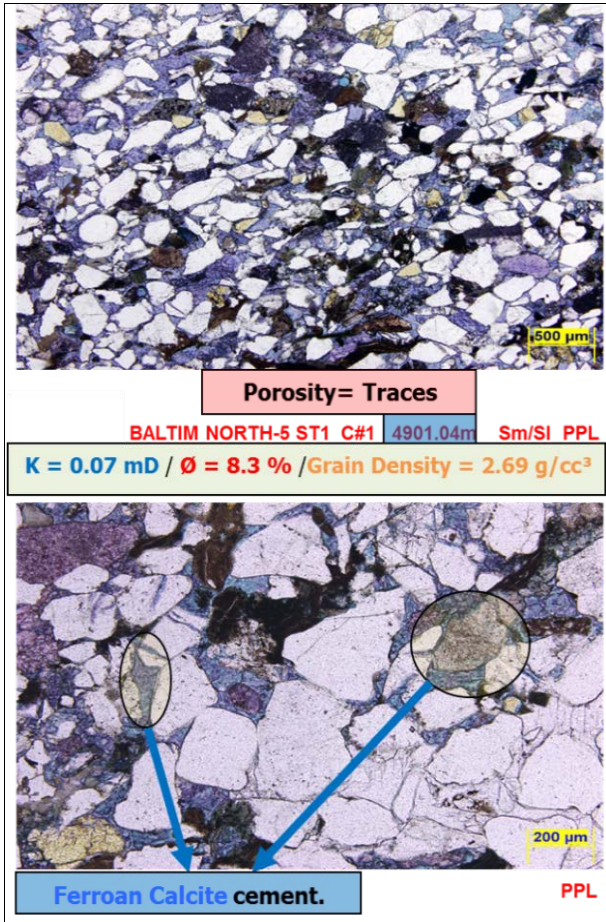 500 µm
Porosity= Traces
BALTIM NORTH-5 ST1 C#1 4901.04m Sm/Sl PPL
K = 0.07 mD / Ø = 8.3 % /Grain Density = 2.69 g/cc³
200 µm
Ferroan Calcite cement.
PPL